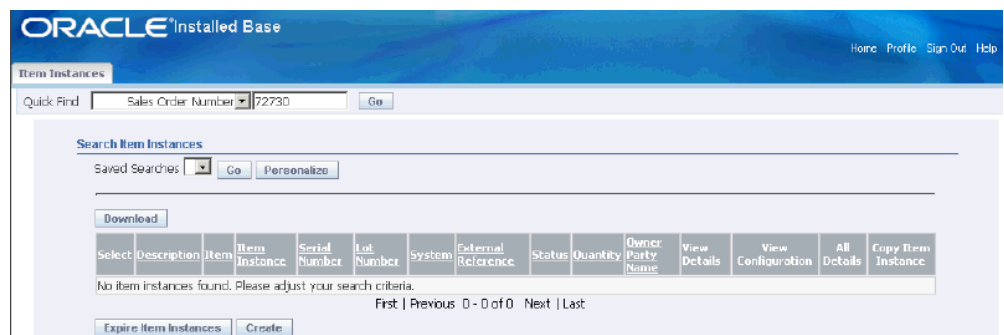 ORACLE® Installed Base
Home Profile Sign Out Help
Item Instances
Quick Find Sales Order Number 72730 Go
Search Item Instances
Saved Searches Go Personalize
Download
Select Description Item Item Instance Serial Number Lot Number System External Reference Status Quantity Owner Party Name View Details View Configuration All Details Copy Item Instance
No item instances found. Please adjust your search criteria.
First | Previous 0 - 0 of 0 Next | Last
Expire Item Instances Create